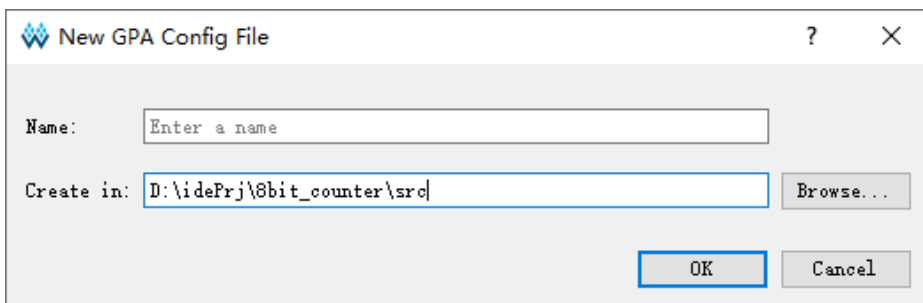 New GPA Config File
Name: Enter a name
Create in: D:\idePrj\8bit_counter\src Browse...
OK Cancel